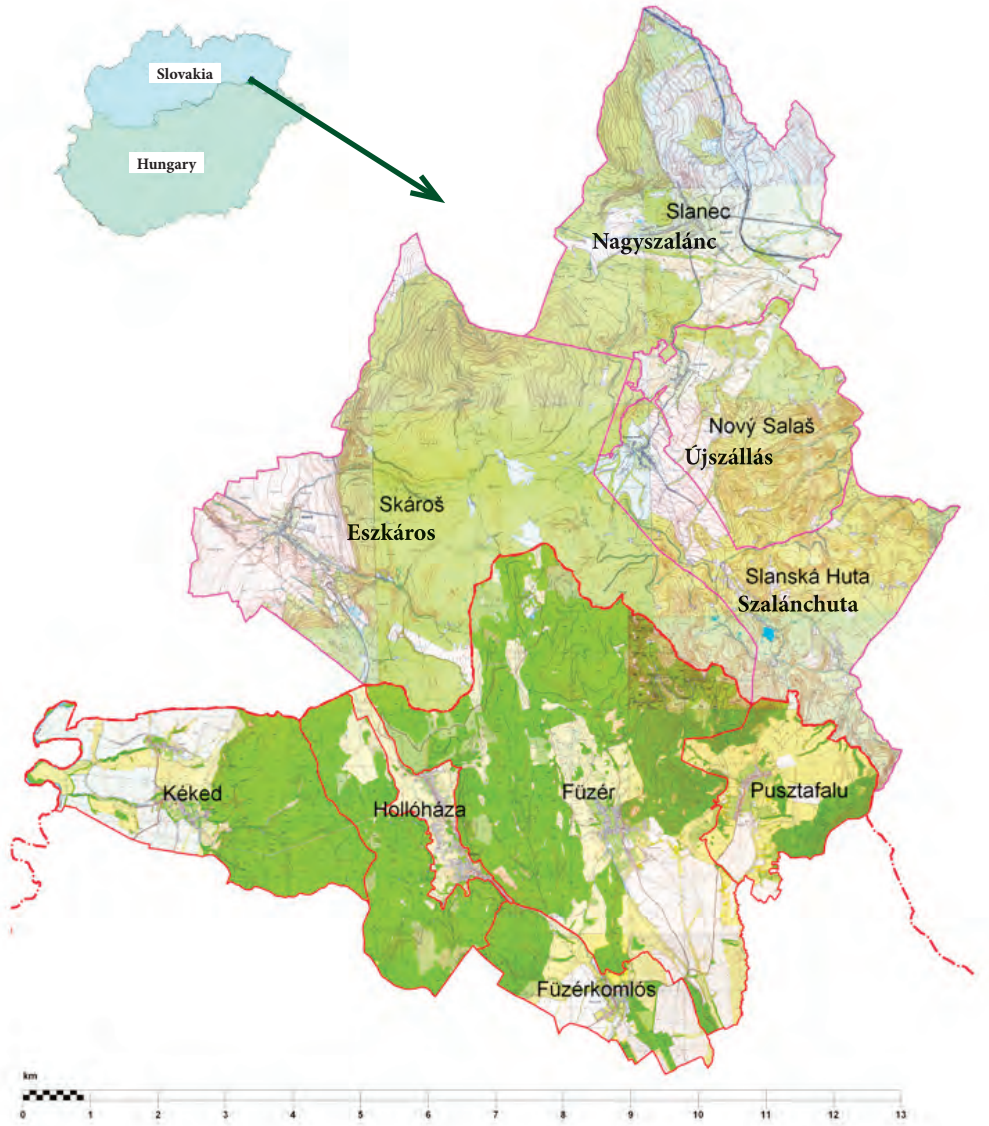 Slovakia
Hungary
Slanec
Nagyszalánc
Nový Salaš
Újszállás
Skároš
Eszkáros
Slanská Huta
Szalánchuta
Kéked
Hollóháza
Füzér
Pusztafalu
Füzérkomlós
km
0 1 2 3 4 5 6 7 8 9 10 11 12 13